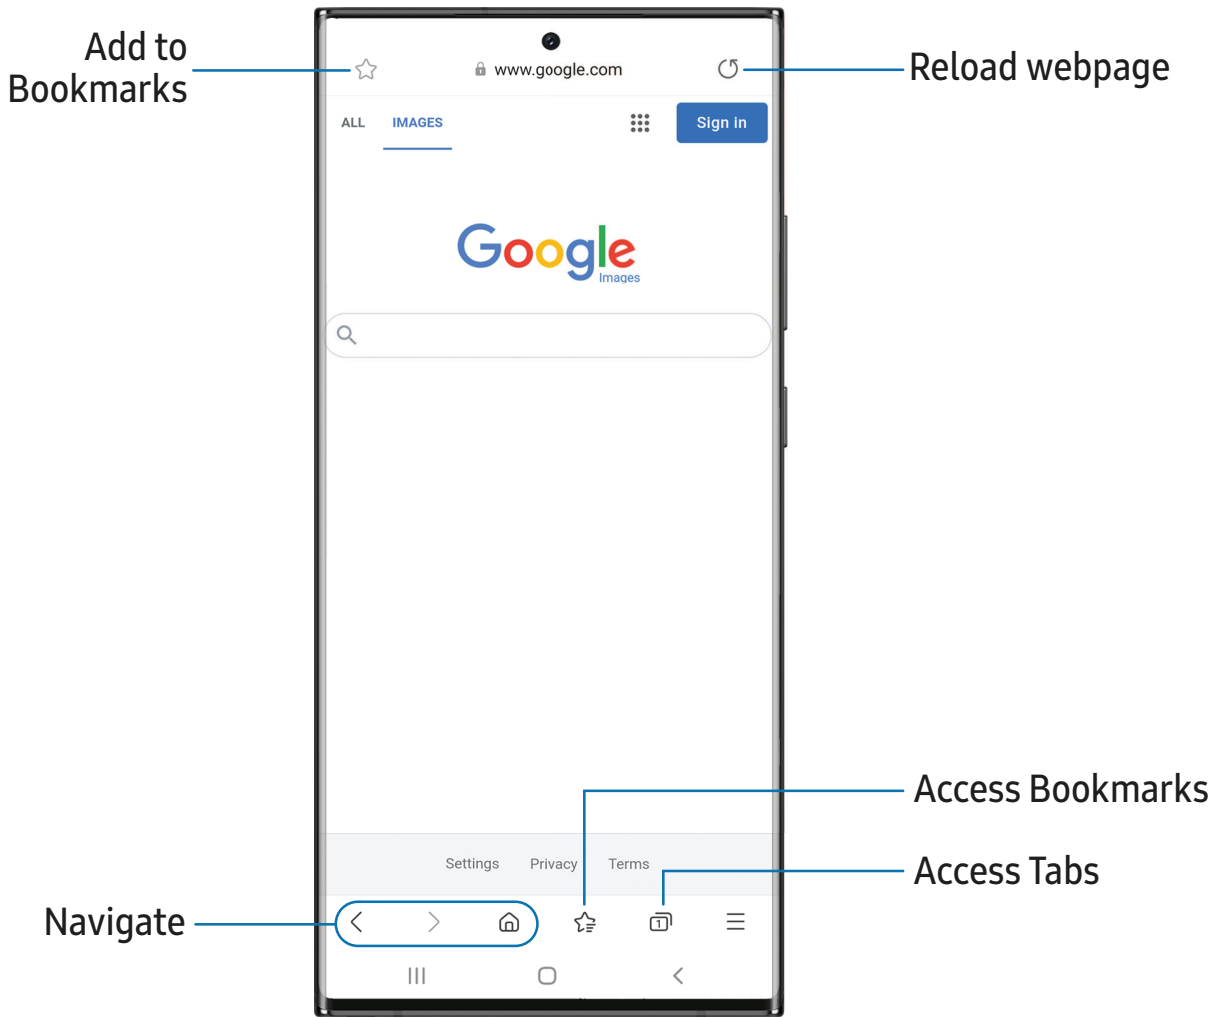 Add to
Bookmarks
www.google.com
Reload webpage
ALL IMAGES
Sign in
Google
Images
Access Bookmarks
Settings Privacy Terms
Access Tabs
Navigate
1